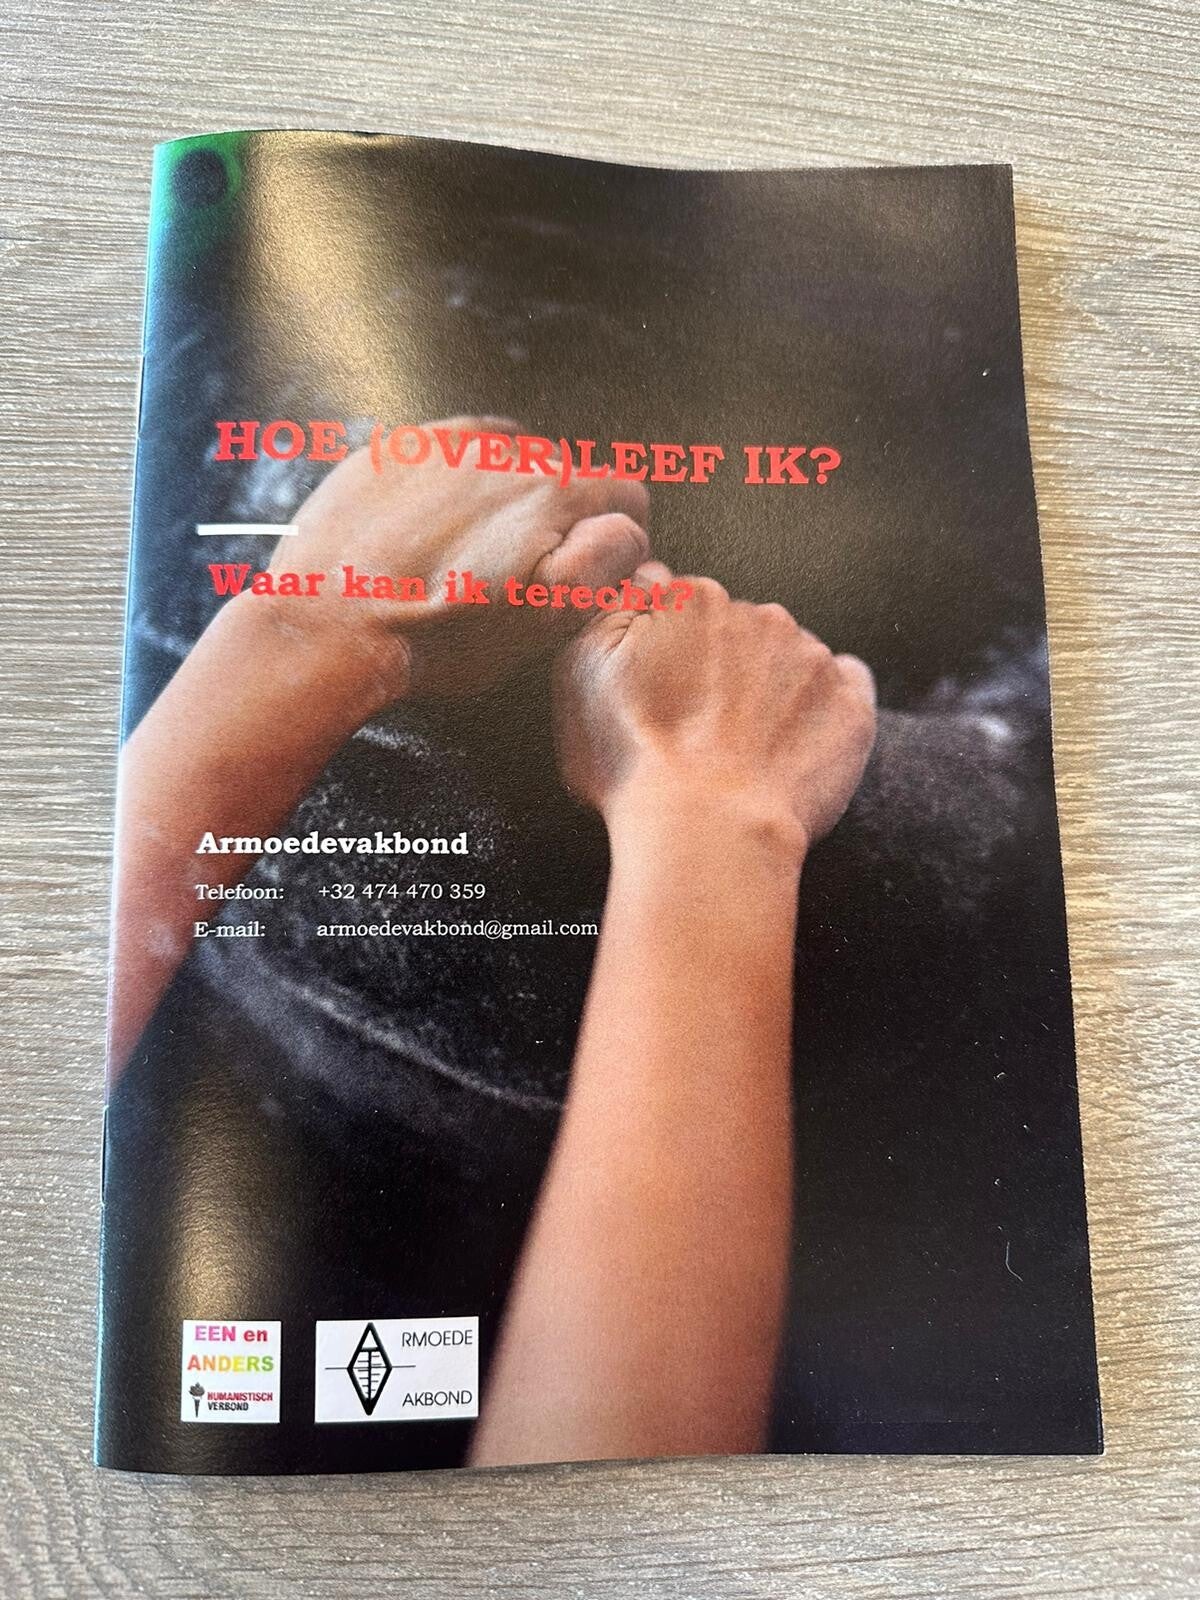 HOE (OVER)LEEF IK?
Waar kan ik terecht?
Armoedevakbond
Telefoon: +32 474 470 359
E-mail: armoedevakbond@gmail.com
EEN en
ANDERS
HUMANISTISCH
VERBOND
RMOEDE
AKBOND